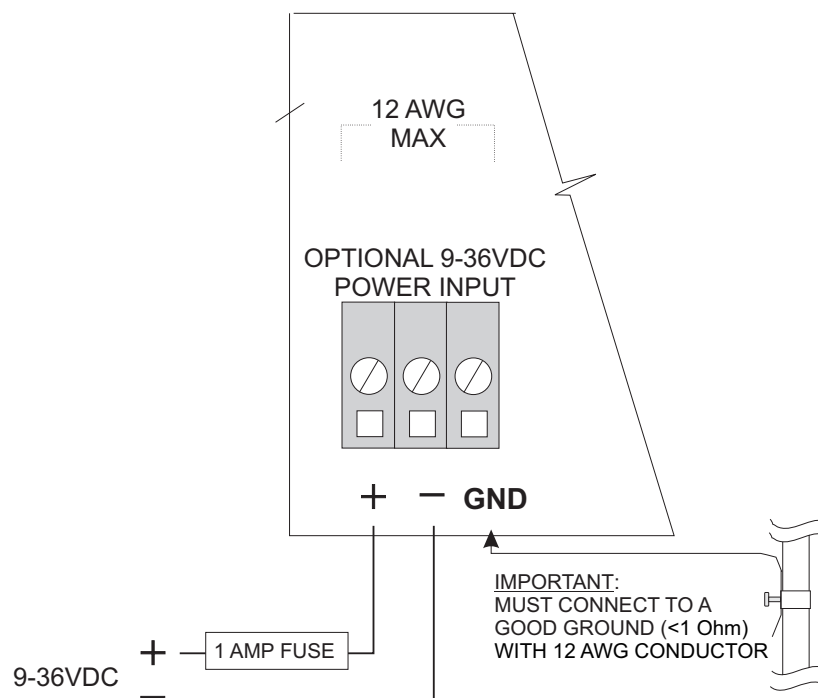 12 AWG
MAX
OPTIONAL 9-36VDC
POWER INPUT
+ − GND
IMPORTANT:
MUST CONNECT TO A
GOOD GROUND (<1 Ohm)
WITH 12 AWG CONDUCTOR
+ 1 AMP FUSE
9-36VDC
−